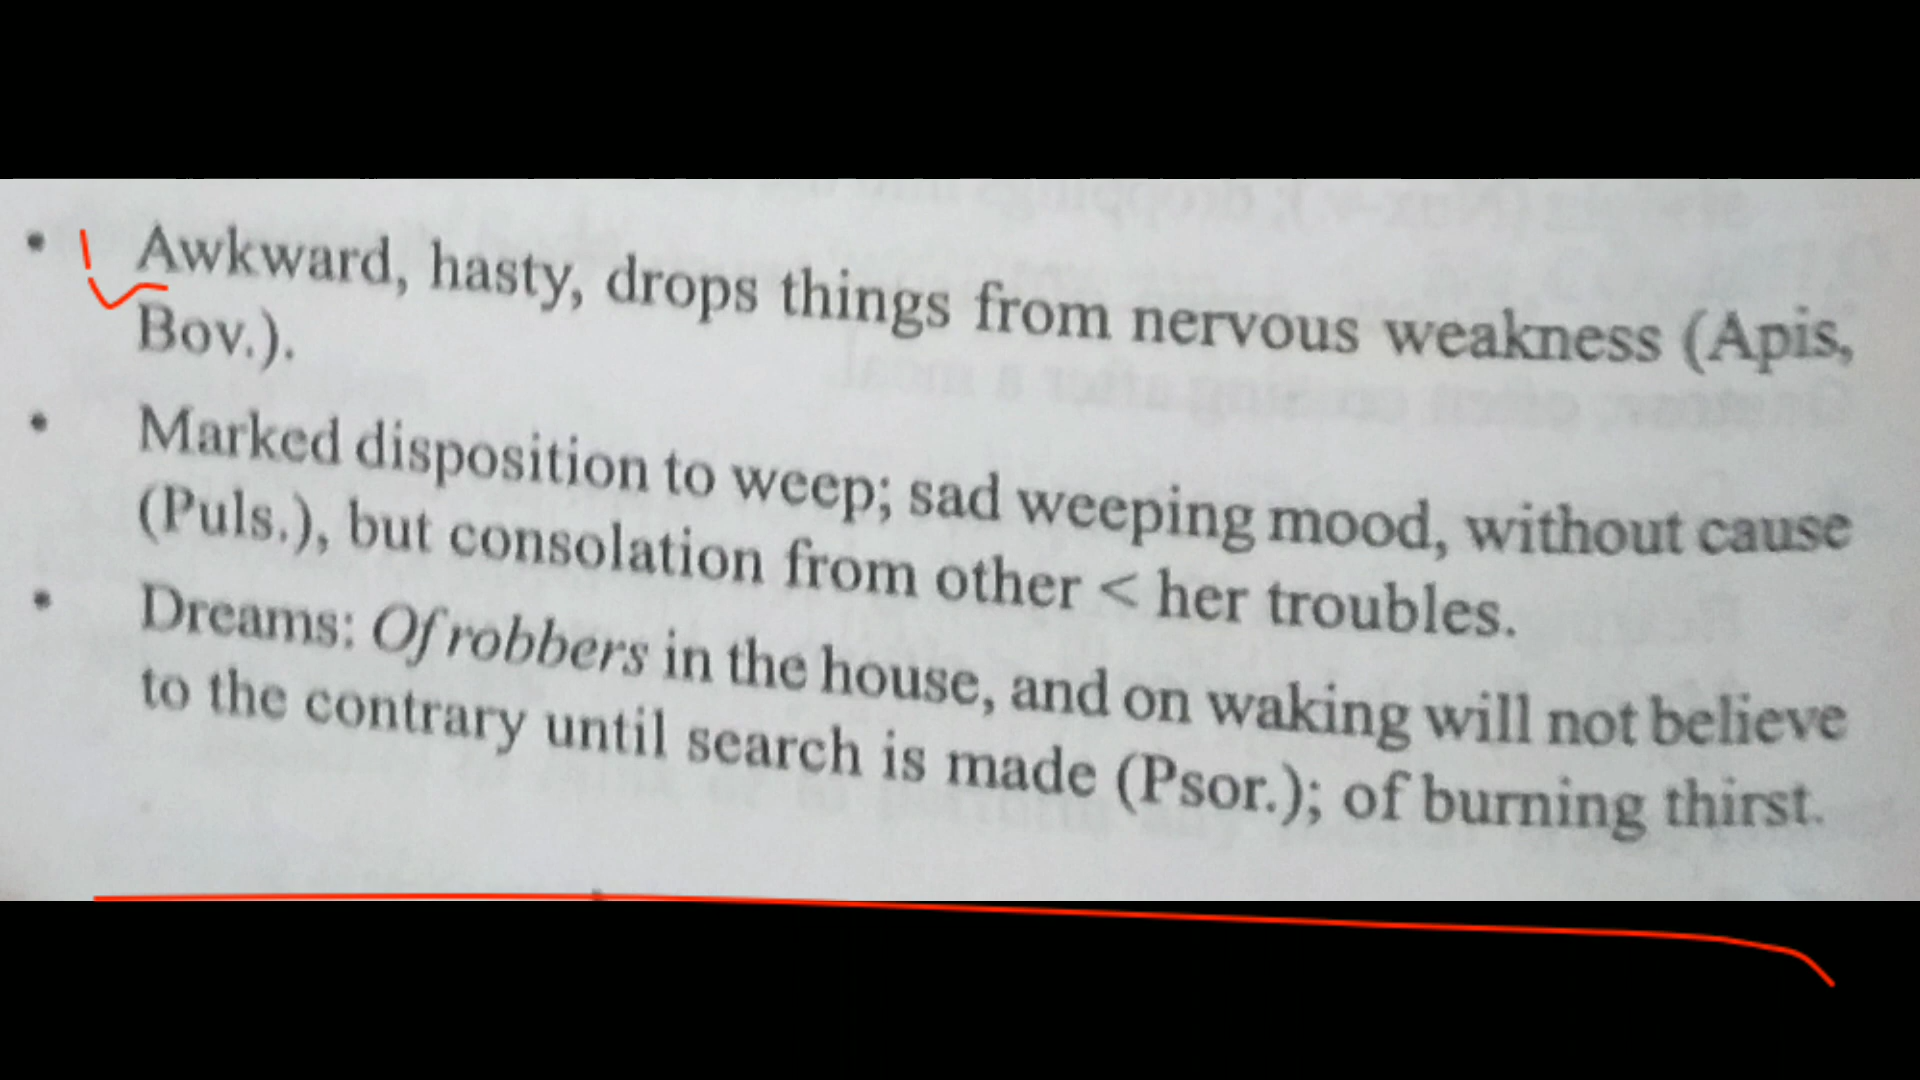 • Awkward, hasty, drops things from nervous weakness (Apis,
Bov.).
• Marked disposition to weep; sad weeping mood, without cause
(Puls.), but consolation from other < her troubles.
• Dreams: Of robbers in the house, and on waking will not believe
to the contrary until search is made (Psor.); of burning thirst.